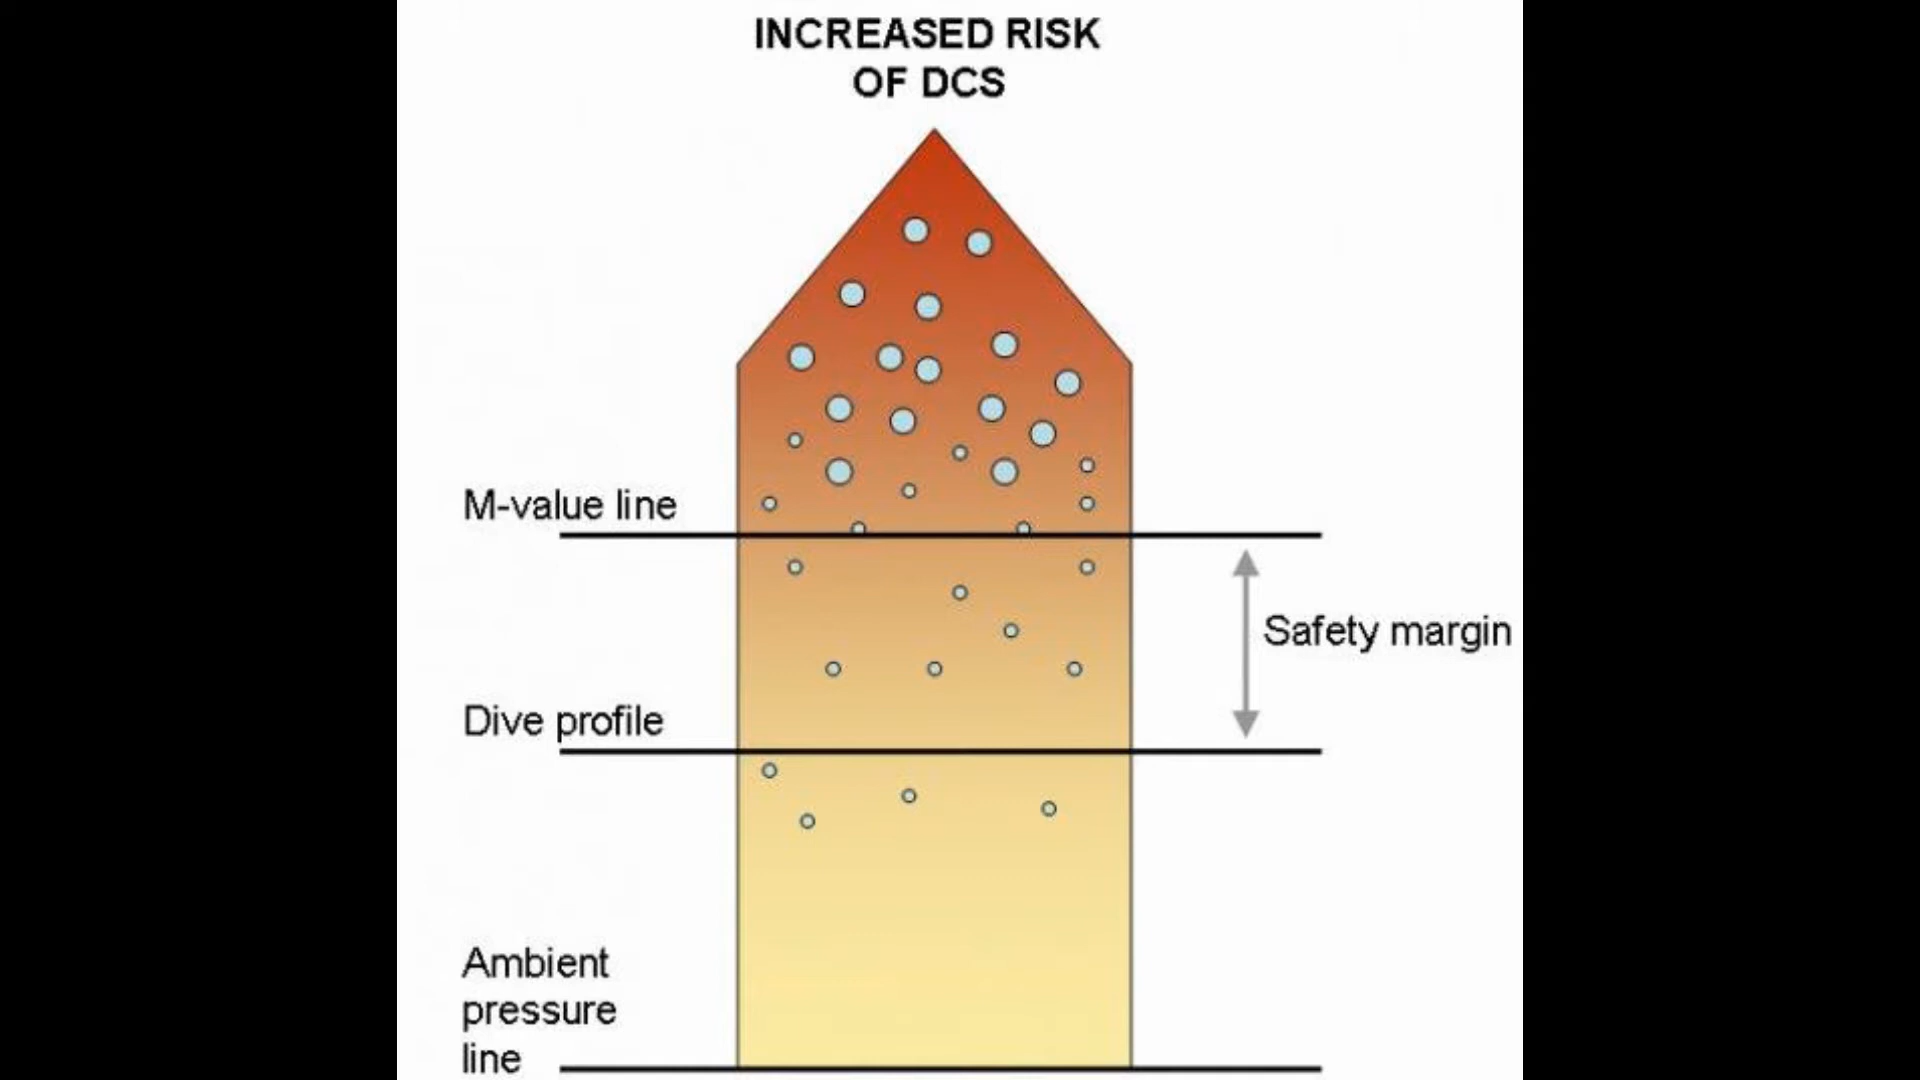 INCREASED RISK
OF DCS
M-value line
Safety margin
Dive profile
Ambient
pressure
line